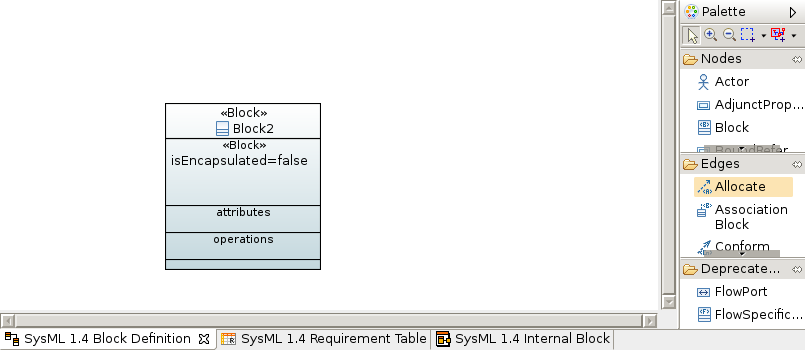 «Block»
Block2
«Block»
isEncapsulated=false
attributes
operations
Palette
Nodes
Actor
AdjunctProp...
Block
BoundRefer
Edges
Allocate
Association
Block
Conform
Deprecate...
FlowPort
FlowSpecific...
SysML 1.4 Block Definition
SysML 1.4 Requirement Table
SysML 1.4 Internal Block